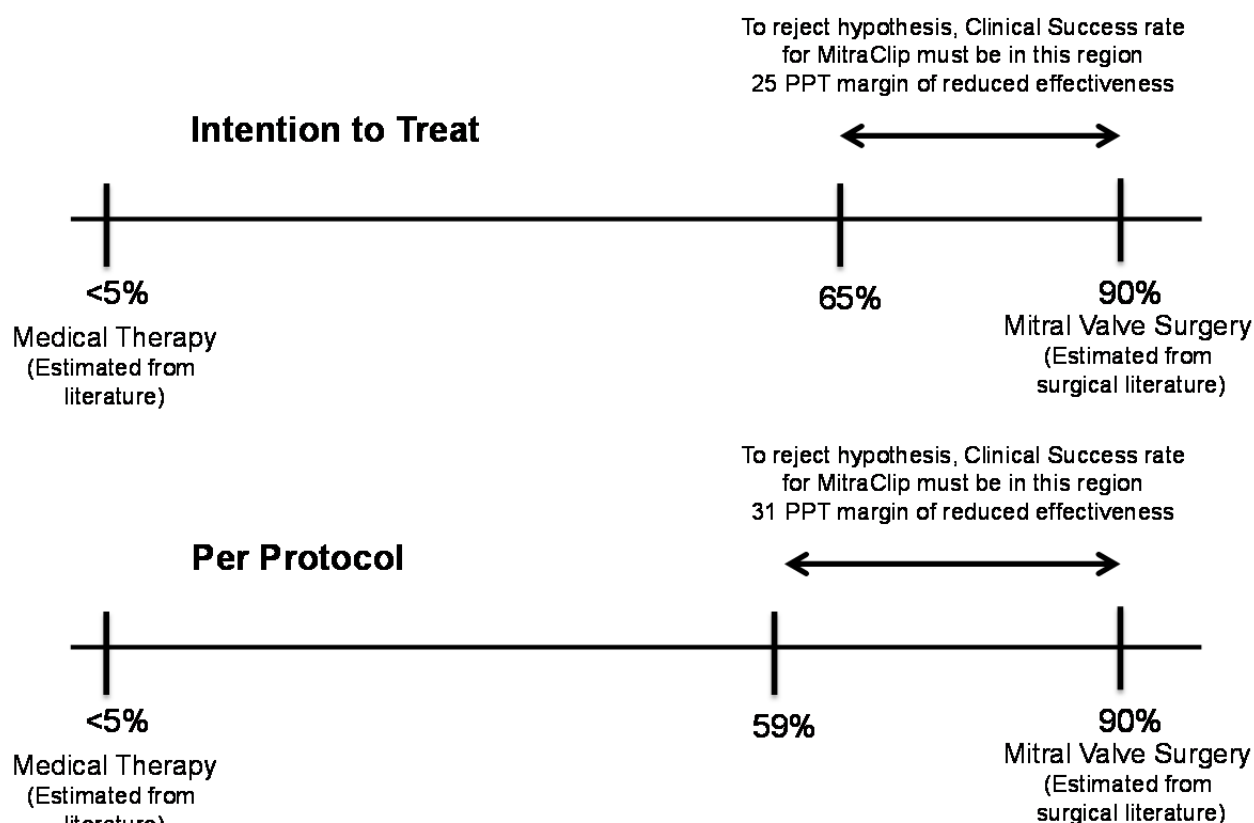 To reject hypothesis, Clinical Success rate
for MitraClip must be in this region
25 PPT margin of reduced effectiveness
Intention to Treat
<5%
65%
90%
Medical Therapy
(Estimated from
literature)
Mitral Valve Surgery
(Estimated from
surgical literature)
To reject hypothesis, Clinical Success rate
for MitraClip must be in this region
31 PPT margin of reduced effectiveness
Per Protocol
<5%
59%
90%
Medical Therapy
(Estimated from
literature)
Mitral Valve Surgery
(Estimated from
surgical literature)